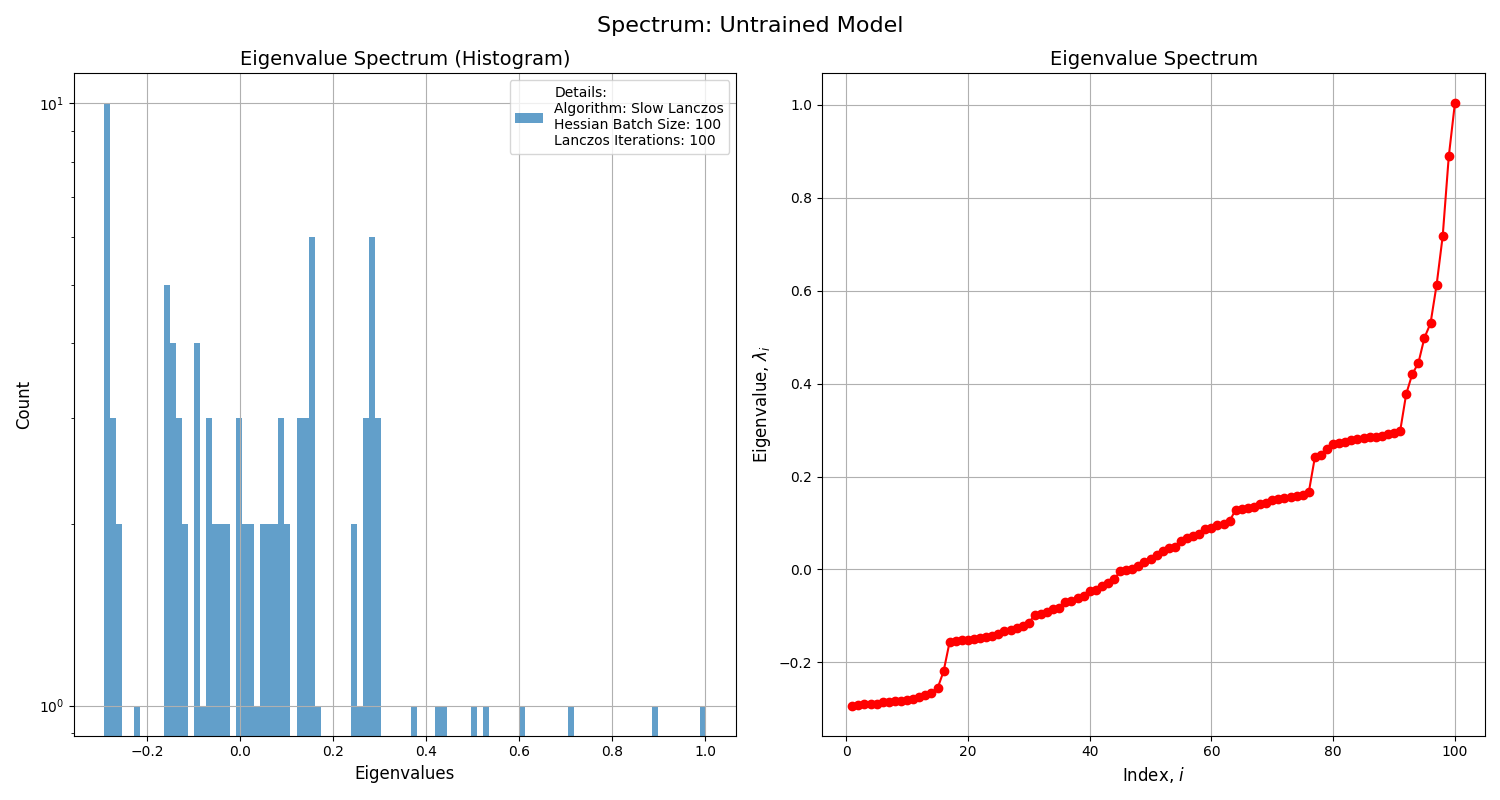 Spectrum: Untrained Model
Eigenvalue Spectrum (Histogram)
Details:
Algorithm: Slow Lanczos
Hessian Batch Size: 100
Lanczos Iterations: 100
10¹
10⁰
Count
−0.2 0.0 0.2 0.4 0.6 0.8 1.0
Eigenvalues
Eigenvalue Spectrum
1.0
0.8
0.6
0.4
0.2
0.0
−0.2
Eigenvalue, λᵢ
0 20 40 60 80 100
Index, i